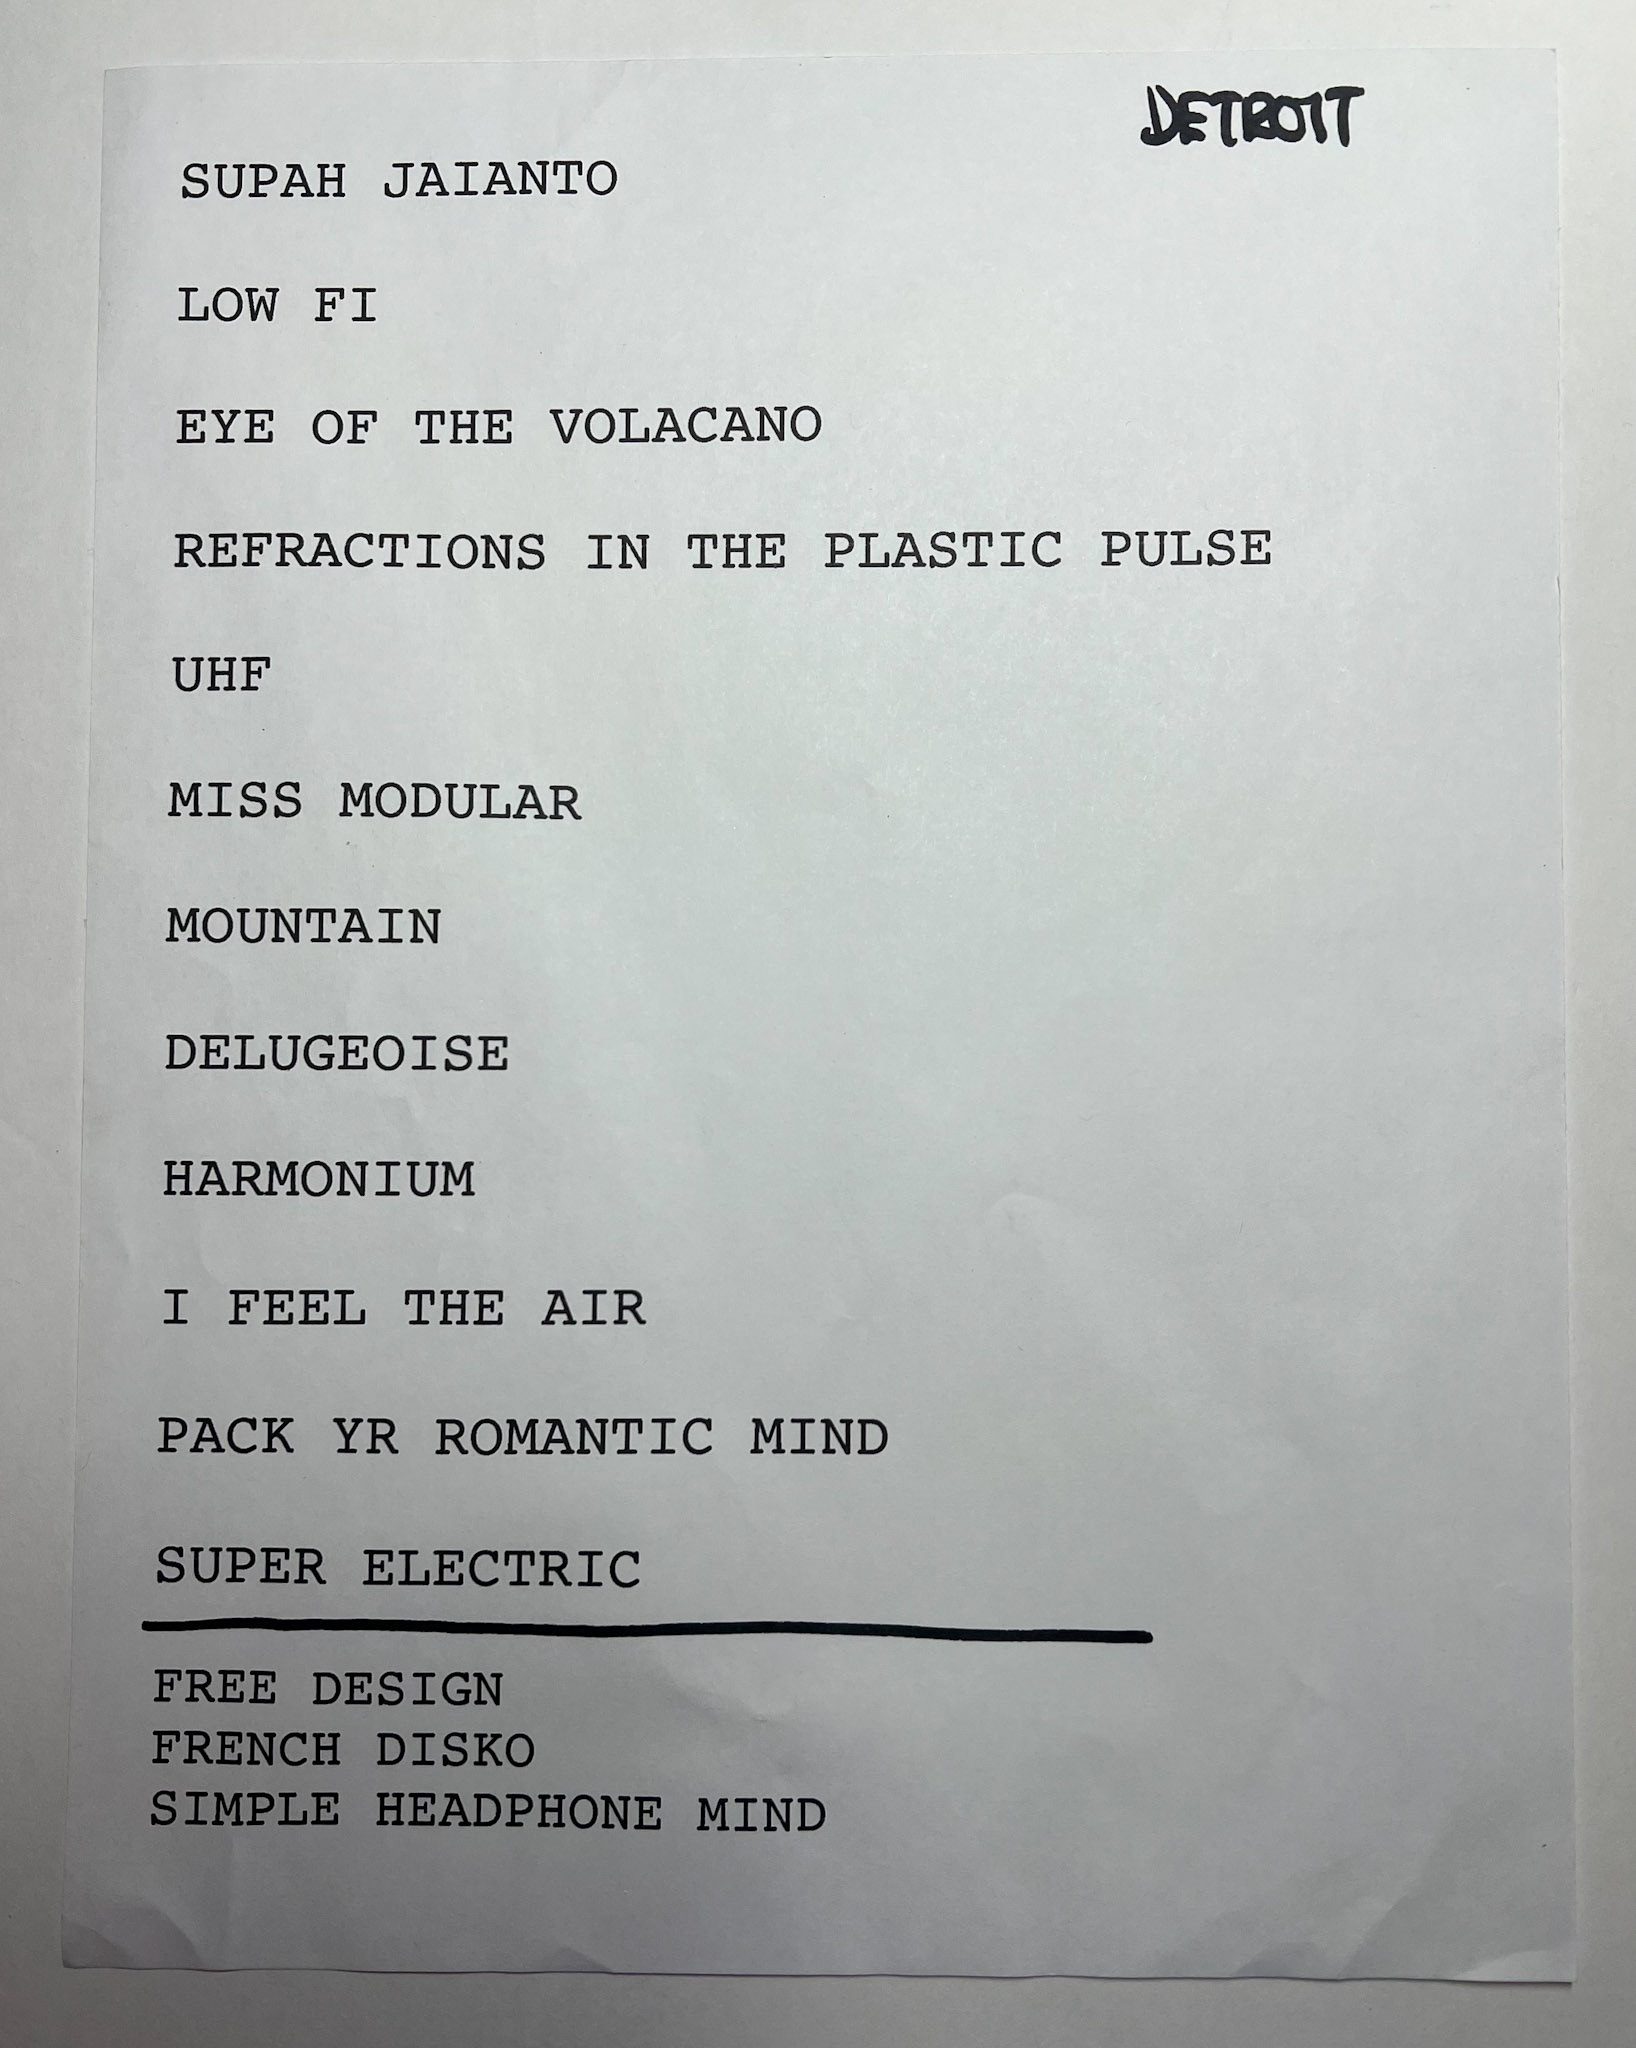 DETROIT
SUPAH JAIANTO
LOW FI
EYE OF THE VOLACANO
REFRACTIONS IN THE PLASTIC PULSE
UHF
MISS MODULAR
MOUNTAIN
DELUGEOISE
HARMONIUM
I FEEL THE AIR
PACK YR ROMANTIC MIND
SUPER ELECTRIC
FREE DESIGN
FRENCH DISKO
SIMPLE HEADPHONE MIND